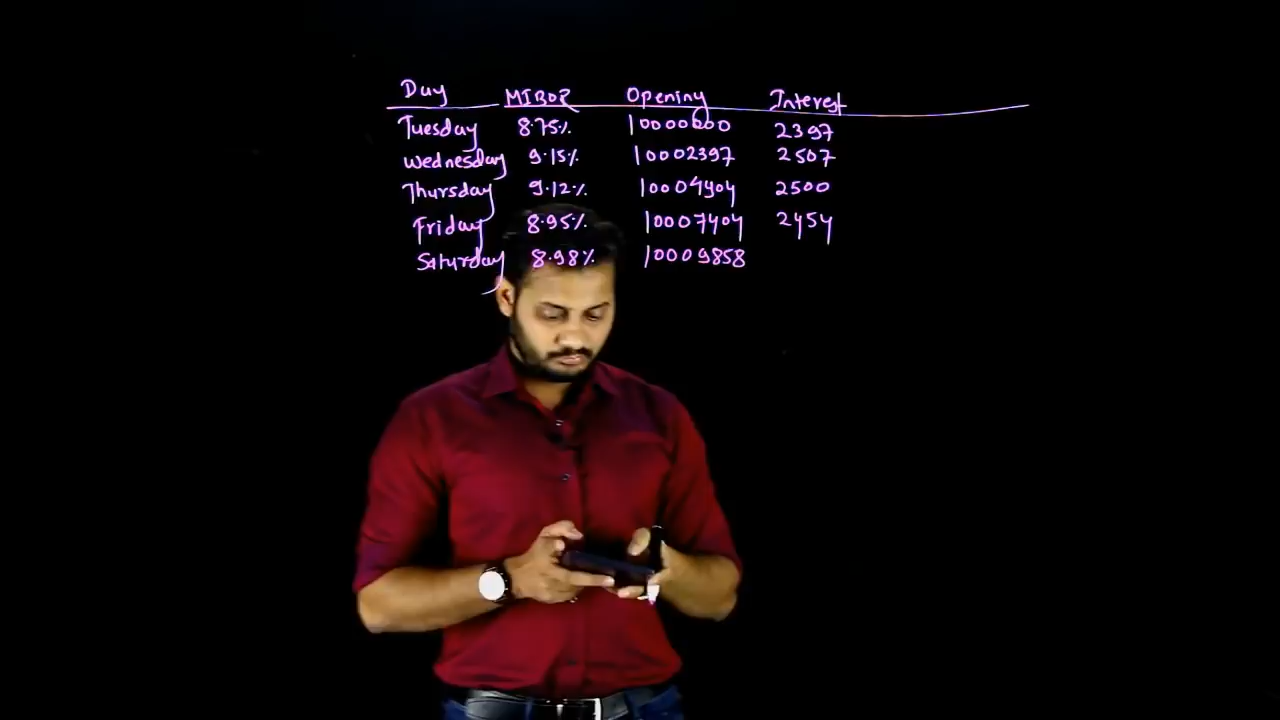 Day MIBOR Opening Interest
Tuesday 8.75% 10000000 2397
Wednesday 9.15% 10002397 2507
Thursday 9.12% 10004904 2500
Friday 8.95% 10007404 2454
Saturday 8.98% 10009858